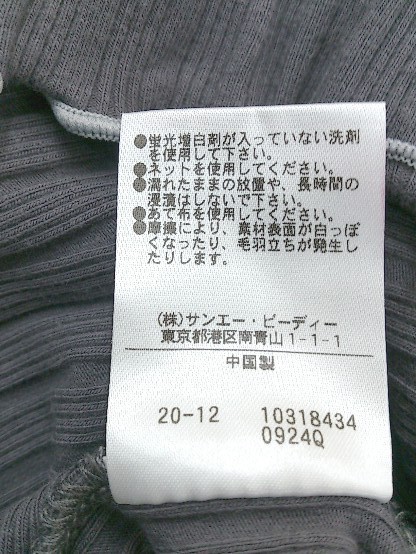 ●蛍光増白剤が入っていない洗剤
を使用して下さい。
●ネットを使用してください。
●濡れたままの放置や、長時間の
浸漬はしないで下さい。
●あて布を使用してください。
●摩擦により、素材表面が白っぽ
くなったり、毛羽立ちが発生し
たりします。
(株)サンエー・ビーディー
東京都港区南青山1-1-1
中国製
20-12 10318434
0924Q